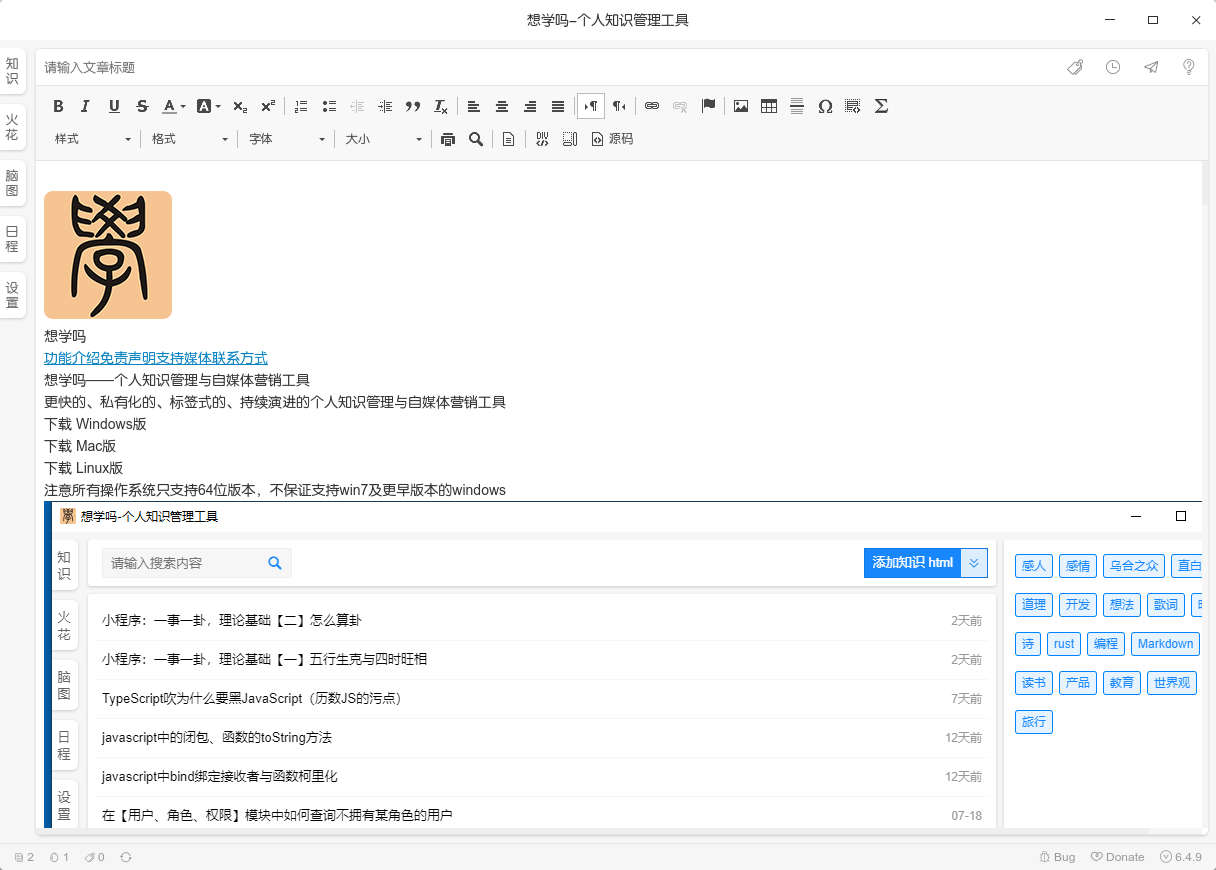 想学吗-个人知识管理工具
知识
火花
脑图
日程
设置
请输入文章标题
B I U S A A x₂ x² Tx Ω Σ
样式 格式 字体 大小 DIV 源码
學
想学吗
功能介绍免责声明支持媒体联系方式
想学吗——个人知识管理与自媒体营销工具
更快的、私有化的、标签式的、持续演进的个人知识管理与自媒体营销工具
下载 Windows版
下载 Mac版
下载 Linux版
注意所有操作系统只支持64位版本，不保证支持win7及更早版本的windows
學 想学吗-个人知识管理工具
知识
火花
脑图
日程
设置
请输入搜索内容
添加知识 html
小程序：一事一卦，理论基础【二】怎么算卦 2天前
小程序：一事一卦，理论基础【一】五行生克与四时旺相 2天前
TypeScript吹为什么要黑JavaScript（历数JS的污点） 7天前
javascript中的闭包、函数的toString方法 12天前
javascript中bind绑定接收者与函数柯里化 12天前
在【用户、角色、权限】模块中如何查询不拥有某角色的用户 07-18
感人 感情 乌合之众 直白
道理 开发 想法 歌词
诗 rust 编程 Markdown
读书 产品 教育 世界观
旅行
2 1 0
Bug Donate 6.4.9